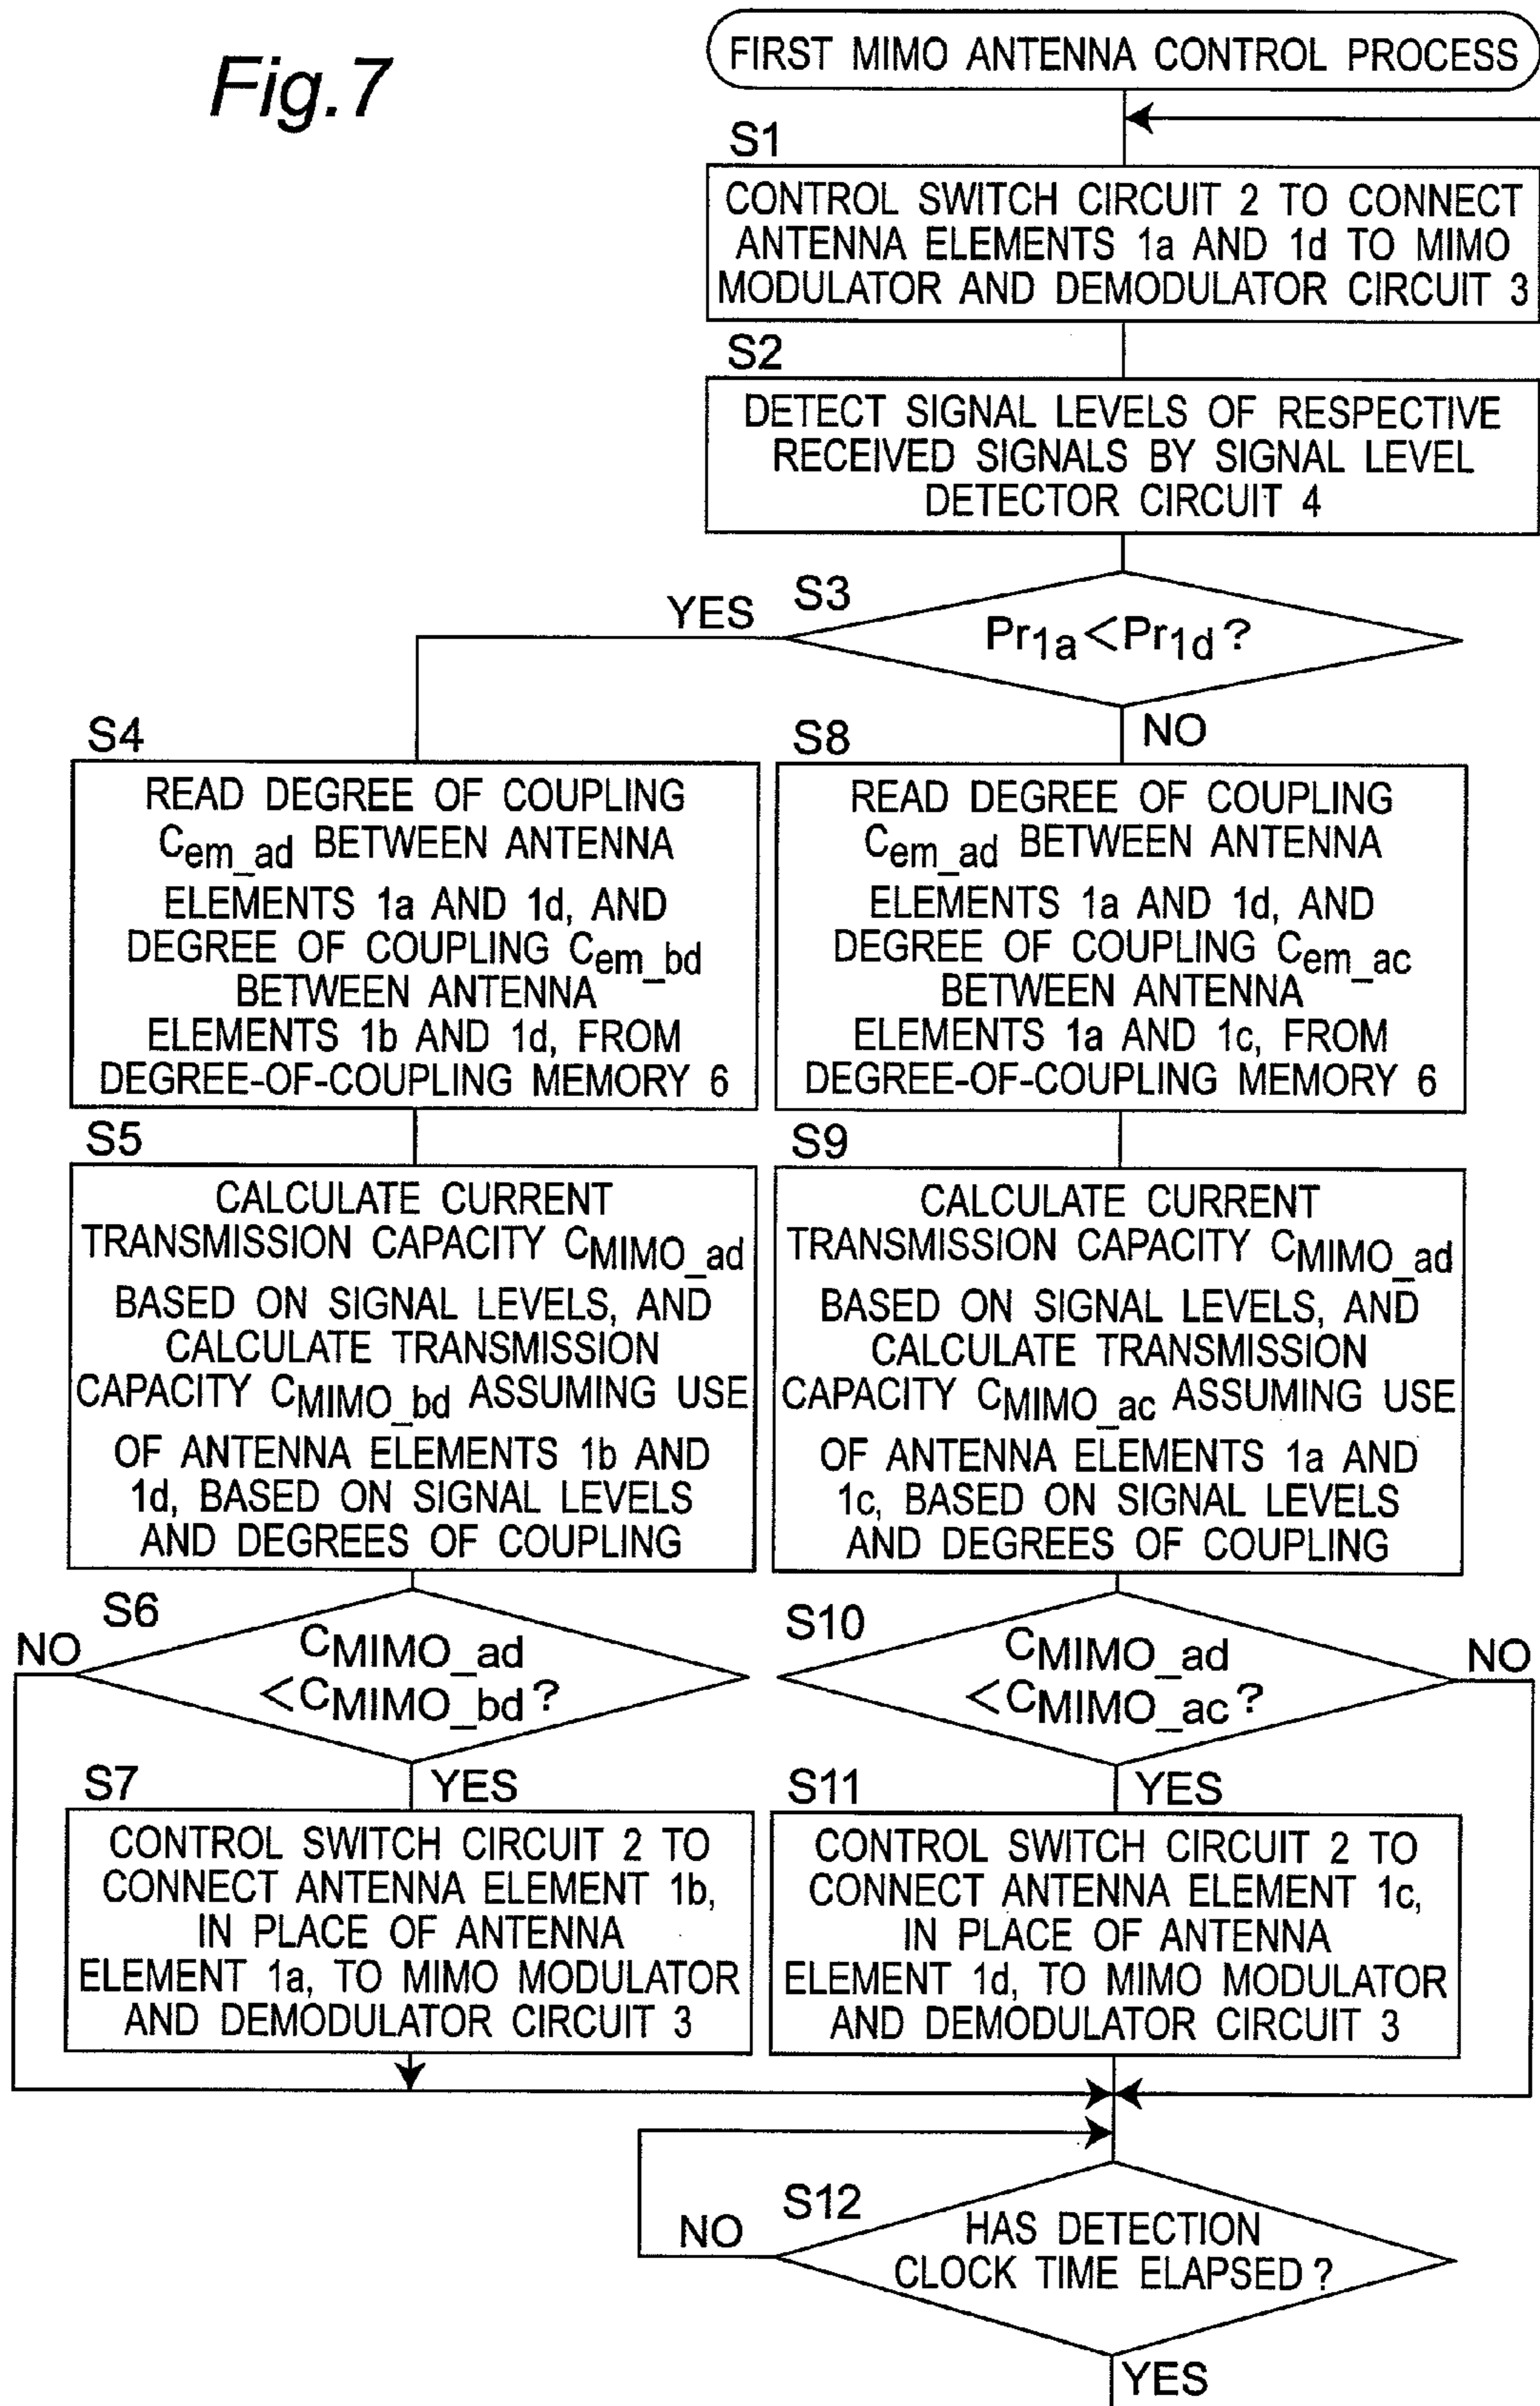 Fig.7
FIRST MIMO ANTENNA CONTROL PROCESS
S1
CONTROL SWITCH CIRCUIT 2 TO CONNECT
ANTENNA ELEMENTS 1a AND 1d TO MIMO
MODULATOR AND DEMODULATOR CIRCUIT 3
S2
DETECT SIGNAL LEVELS OF RESPECTIVE
RECEIVED SIGNALS BY SIGNAL LEVEL
DETECTOR CIRCUIT 4
S3
Pr1a<Pr1d?
YES
NO
S4
READ DEGREE OF COUPLING
Cem_ad BETWEEN ANTENNA
ELEMENTS 1a AND 1d, AND
DEGREE OF COUPLING Cem_bd
BETWEEN ANTENNA
ELEMENTS 1b AND 1d, FROM
DEGREE-OF-COUPLING MEMORY 6
S8
READ DEGREE OF COUPLING
Cem_ad BETWEEN ANTENNA
ELEMENTS 1a AND 1d, AND
DEGREE OF COUPLING Cem_ac
BETWEEN ANTENNA
ELEMENTS 1a AND 1c, FROM
DEGREE-OF-COUPLING MEMORY 6
S5
CALCULATE CURRENT
TRANSMISSION CAPACITY CMIMO_ad
BASED ON SIGNAL LEVELS, AND
CALCULATE TRANSMISSION
CAPACITY CMIMO_bd ASSUMING USE
OF ANTENNA ELEMENTS 1b AND
1d, BASED ON SIGNAL LEVELS
AND DEGREES OF COUPLING
S9
CALCULATE CURRENT
TRANSMISSION CAPACITY CMIMO_ad
BASED ON SIGNAL LEVELS, AND
CALCULATE TRANSMISSION
CAPACITY CMIMO_ac ASSUMING USE
OF ANTENNA ELEMENTS 1a AND
1c, BASED ON SIGNAL LEVELS
AND DEGREES OF COUPLING
S6
CMIMO_ad
<CMIMO_bd?
NO
YES
S10
CMIMO_ad
<CMIMO_ac?
NO
YES
S7
CONTROL SWITCH CIRCUIT 2 TO
CONNECT ANTENNA ELEMENT 1b,
IN PLACE OF ANTENNA
ELEMENT 1a, TO MIMO MODULATOR
AND DEMODULATOR CIRCUIT 3
S11
CONTROL SWITCH CIRCUIT 2 TO
CONNECT ANTENNA ELEMENT 1c,
IN PLACE OF ANTENNA
ELEMENT 1d, TO MIMO MODULATOR
AND DEMODULATOR CIRCUIT 3
S12
HAS DETECTION
CLOCK TIME ELAPSED?
NO
YES